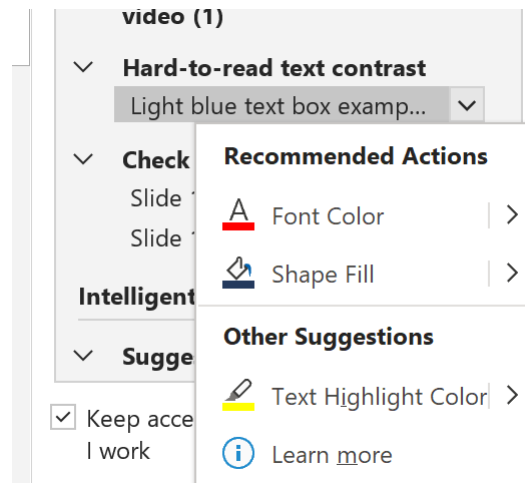 video (1)
Hard-to-read text contrast
Light blue text box examp...
Check
Slide
Slide
Intelligent
Sugge
Keep acce
I work
Recommended Actions
Font Color
Shape Fill
Other Suggestions
Text Highlight Color
Learn more